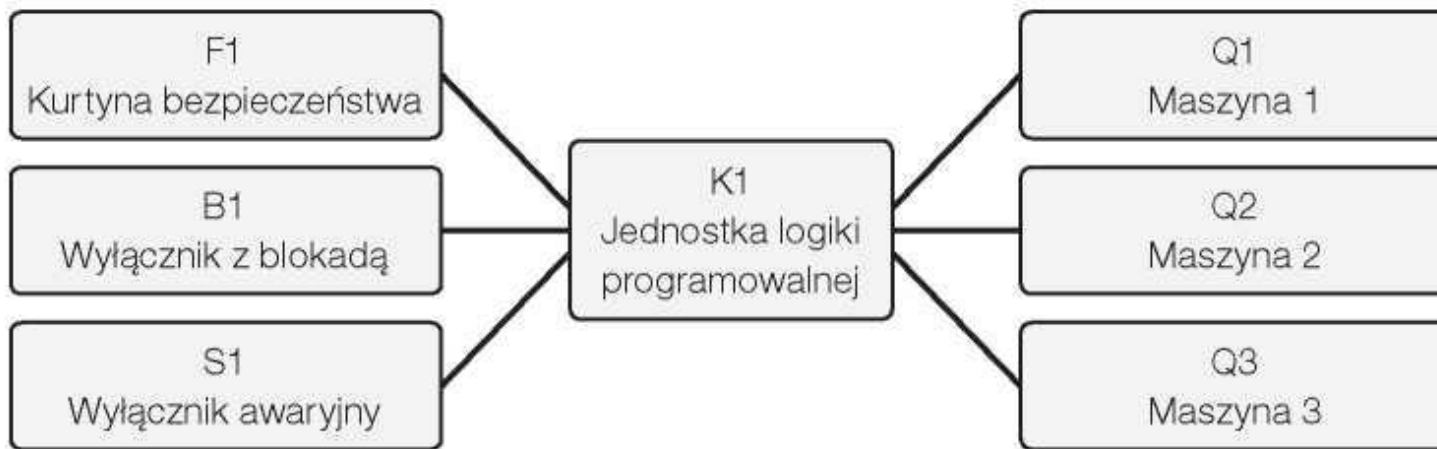 F1
Kurtyna bezpieczeństwa
B1
Wyłącznik z blokadą
S1
Wyłącznik awaryjny
K1
Jednostka logiki
programowalnej
Q1
Maszyna 1
Q2
Maszyna 2
Q3
Maszyna 3